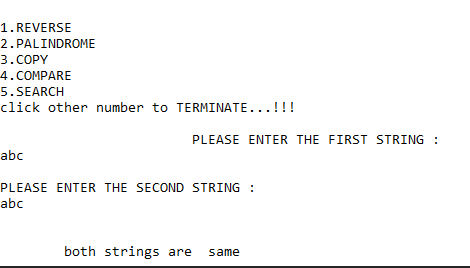 1.REVERSE
2.PALINDROME
3.COPY
4.COMPARE
5.SEARCH
click other number to TERMINATE...!!!
PLEASE ENTER THE FIRST STRING :
abc
PLEASE ENTER THE SECOND STRING :
abc
both strings are  same